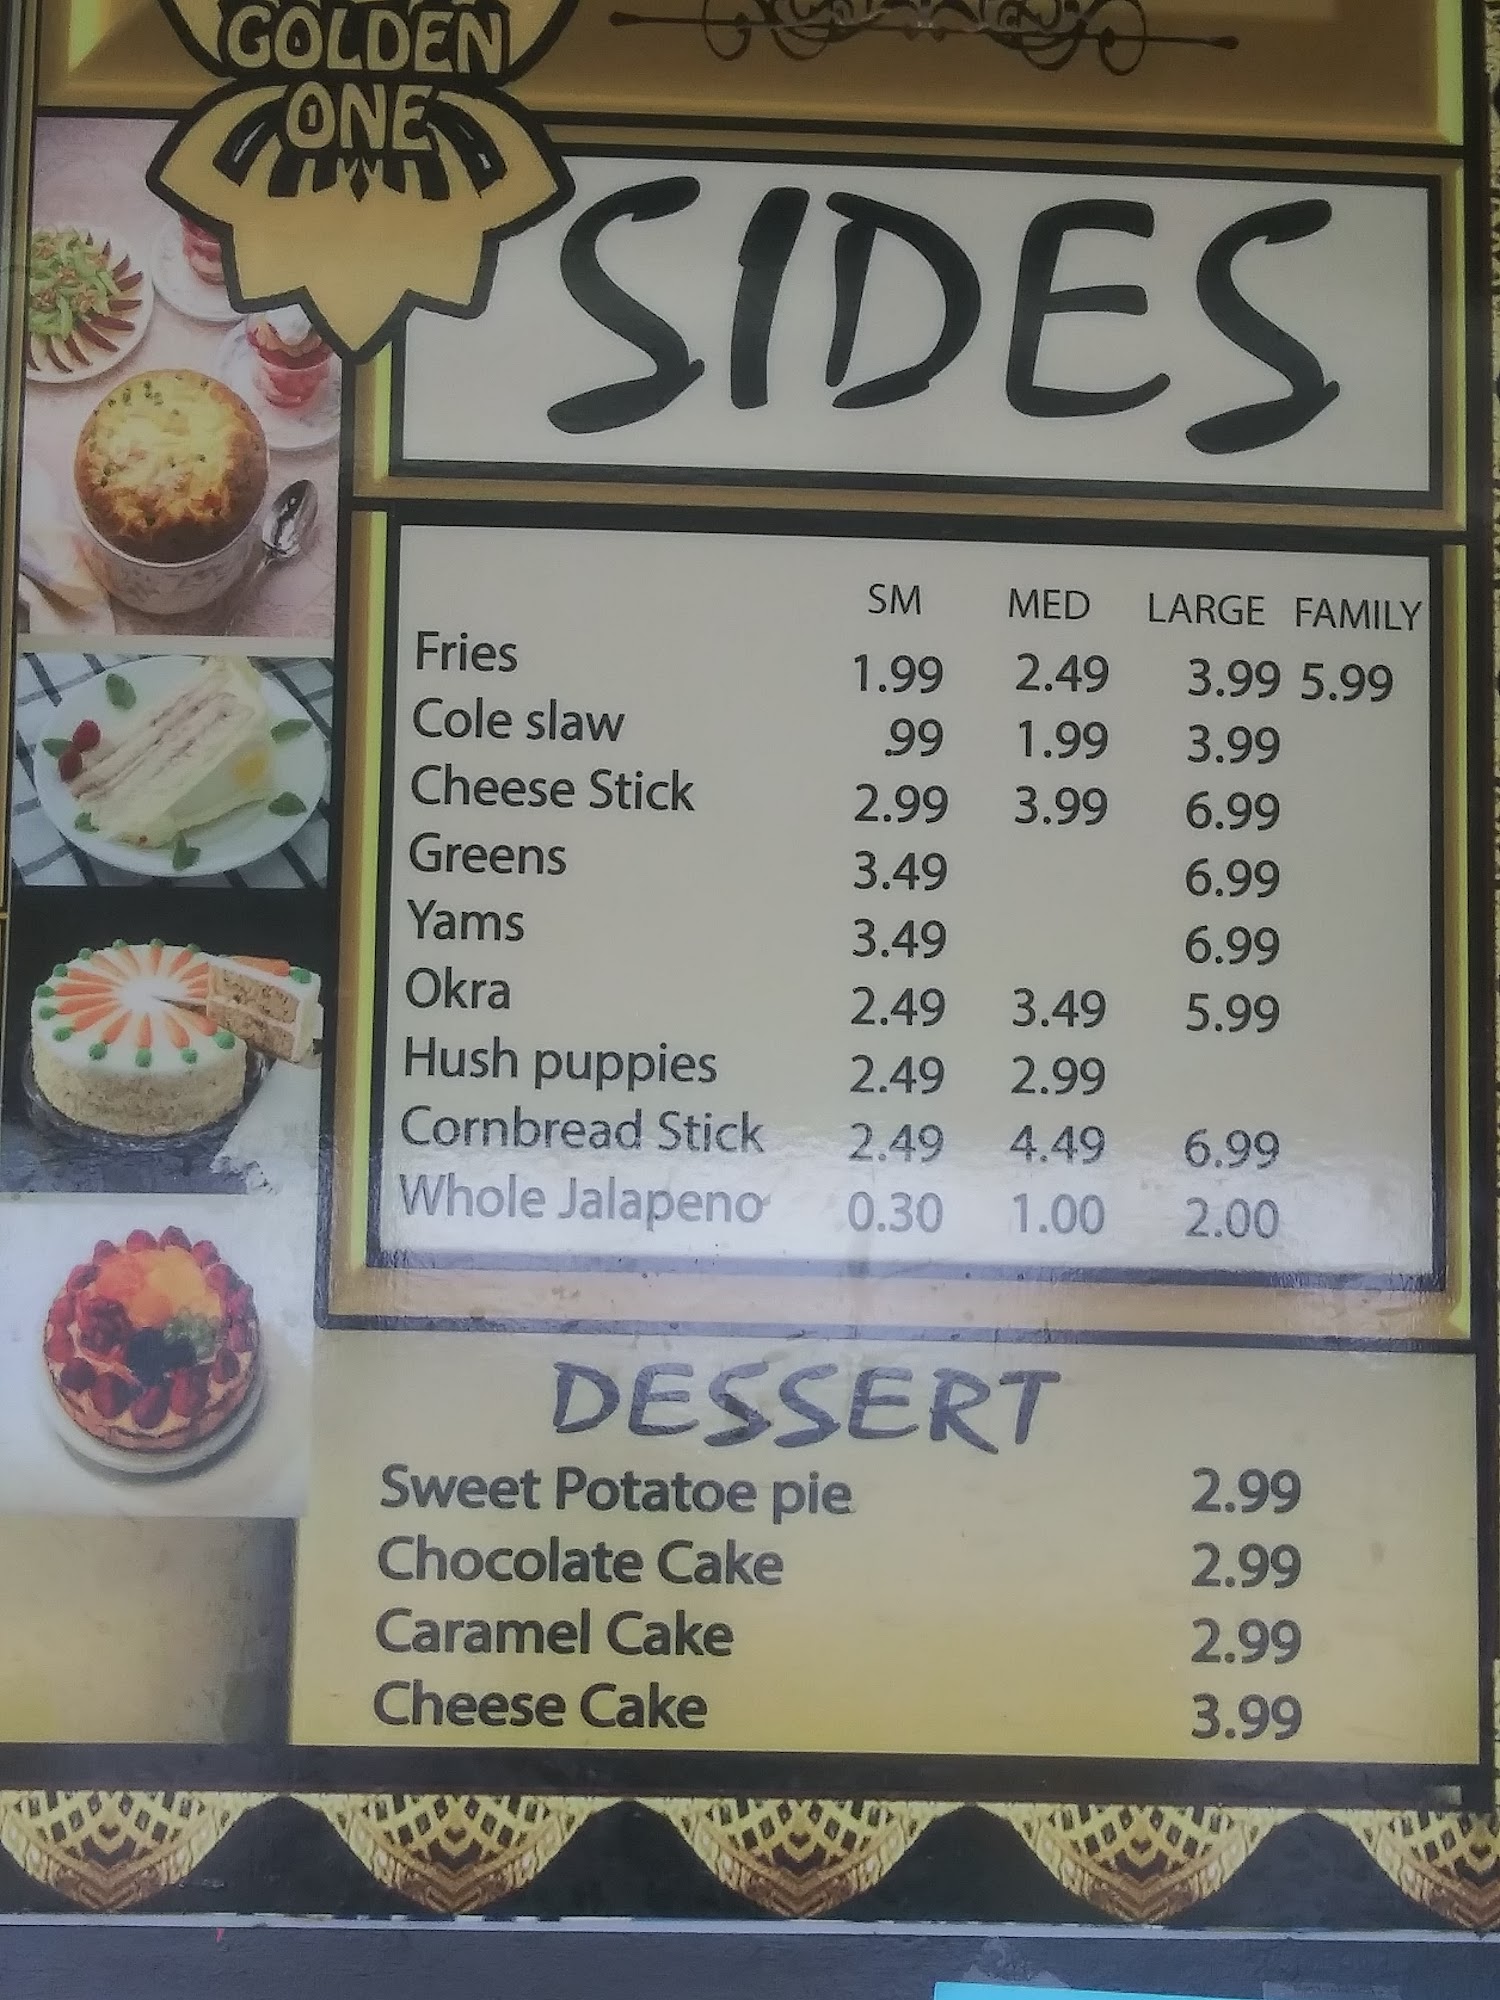 GOLDEN
ONE
SIDES
SM MED LARGE FAMILY
Fries 1.99 2.49 3.99 5.99
Cole slaw .99 1.99 3.99
Cheese Stick 2.99 3.99 6.99
Greens 3.49 6.99
Yams 3.49 6.99
Okra 2.49 3.49 5.99
Hush puppies 2.49 2.99
Cornbread Stick 2.49 4.49 6.99
Whole Jalapeno 0.30 1.00 2.00
DESSERT
Sweet Potatoe pie 2.99
Chocolate Cake 2.99
Caramel Cake 2.99
Cheese Cake 3.99